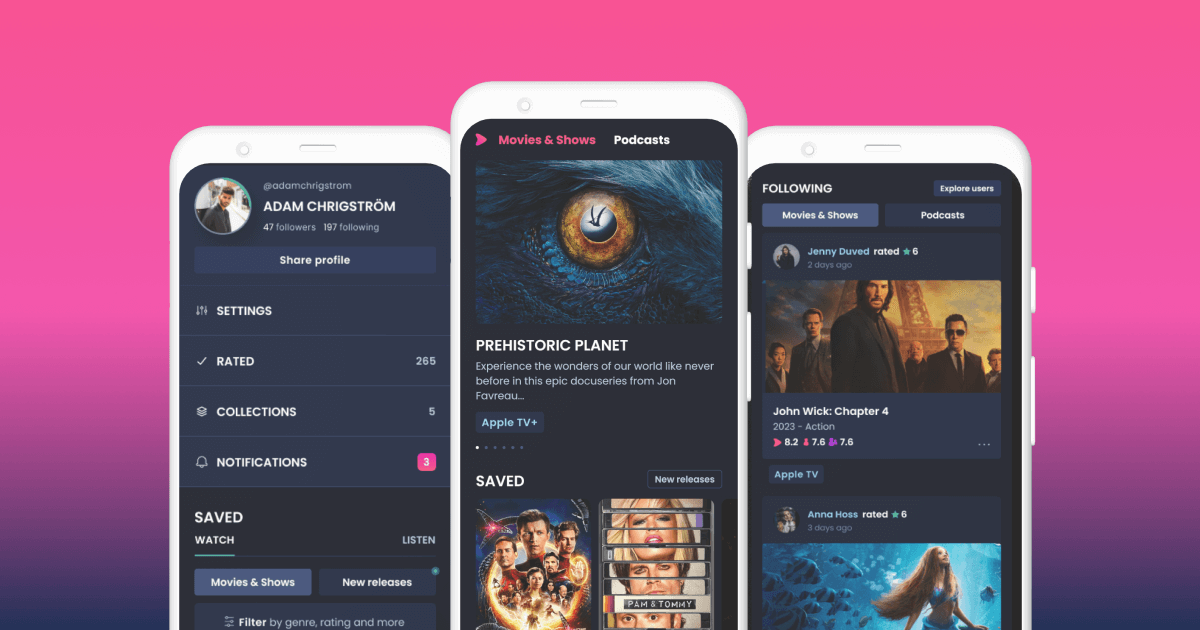 @adamchrigstrom
ADAM CHRIGSTRÖM
47 followers 197 following
Share profile
SETTINGS
RATED 265
COLLECTIONS 5
NOTIFICATIONS 3
SAVED
WATCH LISTEN
Movies & Shows New releases
Filter by genre, rating and more
Movies & Shows Podcasts
PREHISTORIC PLANET
Experience the wonders of our world like never
before in this epic docuseries from Jon
Favreau...
Apple TV+
SAVED New releases
PAM & TOMMY
FOLLOWING Explore users
Movies & Shows Podcasts
Jenny Duved rated ★ 6
2 days ago
John Wick: Chapter 4
2023 - Action
8.2 7.6 7.6
...
Apple TV
Anna Hoss rated ★ 6
3 days ago